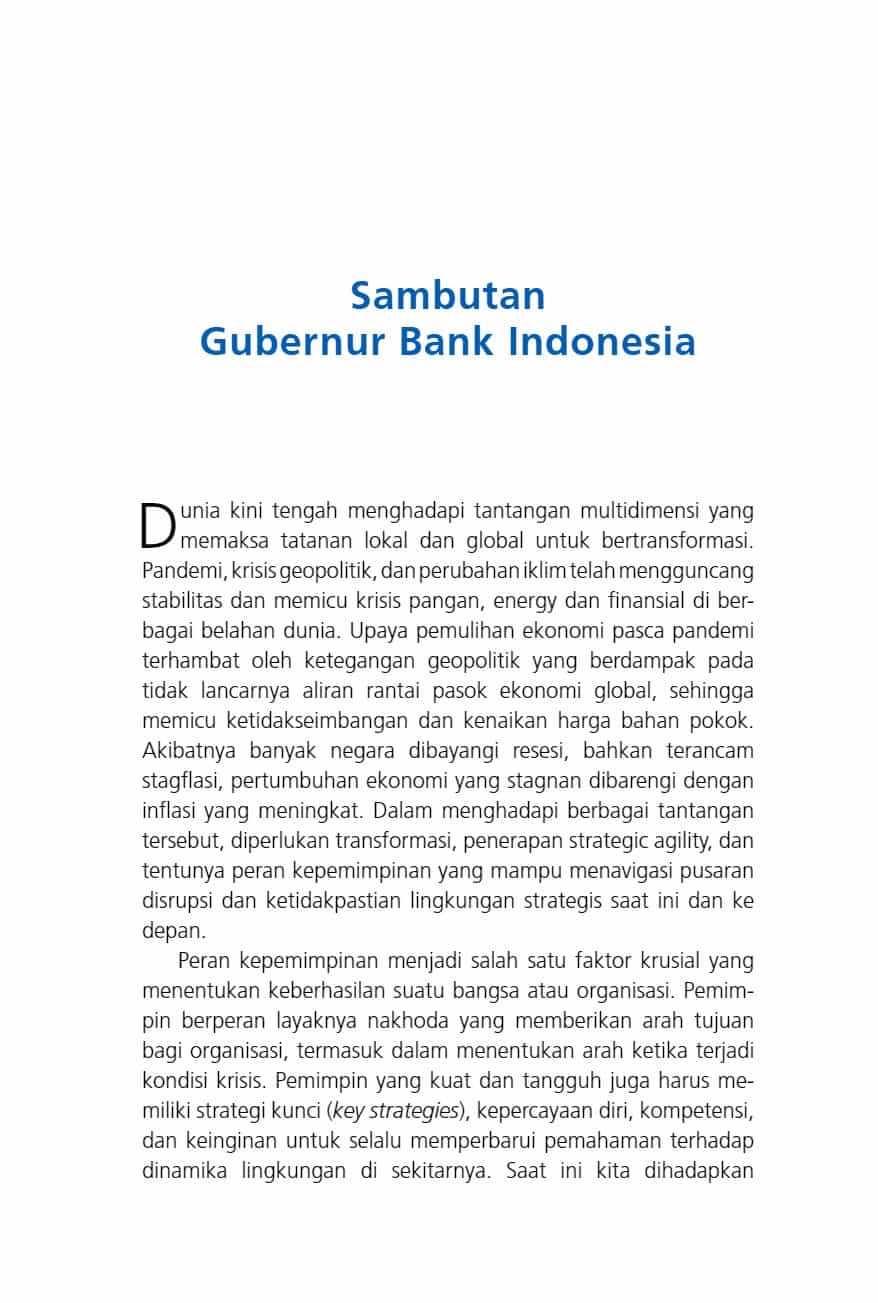 Sambutan
Gubernur Bank Indonesia
Dunia kini tengah menghadapi tantangan multidimensi yang
memaksa tatanan lokal dan global untuk bertransformasi.
Pandemi, krisis geopolitik, dan perubahan iklim telah mengguncang
stabilitas dan memicu krisis pangan, energy dan finansial di ber-
bagai belahan dunia. Upaya pemulihan ekonomi pasca pandemi
terhambat oleh ketegangan geopolitik yang berdampak pada
tidak lancarnya aliran rantai pasok ekonomi global, sehingga
memicu ketidakseimbangan dan kenaikan harga bahan pokok.
Akibatnya banyak negara dibayangi resesi, bahkan terancam
stagflasi, pertumbuhan ekonomi yang stagnan dibarengi dengan
inflasi yang meningkat. Dalam menghadapi berbagai tantangan
tersebut, diperlukan transformasi, penerapan strategic agility, dan
tentunya peran kepemimpinan yang mampu menavigasi pusaran
disrupsi dan ketidakpastian lingkungan strategis saat ini dan ke
depan.
Peran kepemimpinan menjadi salah satu faktor krusial yang
menentukan keberhasilan suatu bangsa atau organisasi. Pemim-
pin berperan layaknya nakhoda yang memberikan arah tujuan
bagi organisasi, termasuk dalam menentukan arah ketika terjadi
kondisi krisis. Pemimpin yang kuat dan tangguh juga harus me-
miliki strategi kunci (key strategies), kepercayaan diri, kompetensi,
dan keinginan untuk selalu memperbarui pemahaman terhadap
dinamika lingkungan di sekitarnya. Saat ini kita dihadapkan